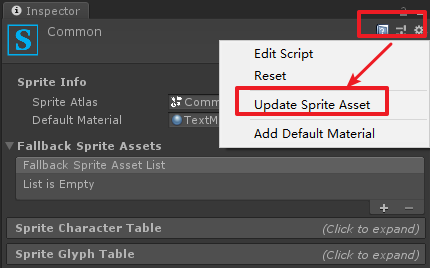 Inspector
S
Common
Edit Script
Reset
Update Sprite Asset
Add Default Material
Sprite Info
Sprite Atlas
Comm
Default Material
TextM
Fallback Sprite Assets
Fallback Sprite Asset List
List is Empty
+ −
Sprite Character Table (Click to expand)
Sprite Glyph Table (Click to expand)